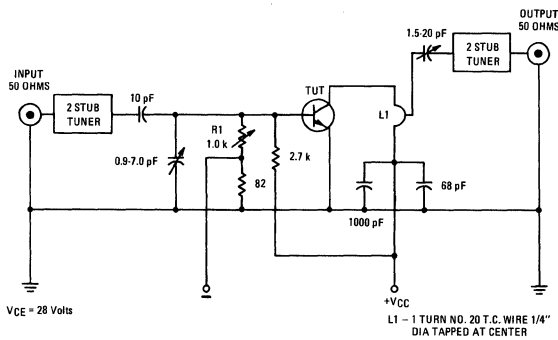 OUTPUT
50 OHMS
1.5-20 pF
2 STUB
TUNER
INPUT
50 OHMS
2 STUB
TUNER
10 pF
TUT
L1
R1
1.0 k
0.9-7.0 pF
2.7 k
82
1000 pF
68 pF
–
+VCC
VCE = 28 Volts
L1 – 1 TURN NO. 20 T.C. WIRE 1/4"
DIA TAPPED AT CENTER